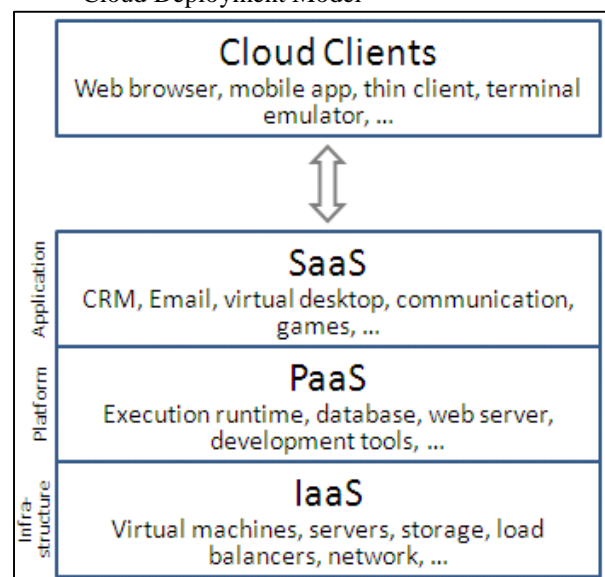 Cloud Deployment Model
Cloud Clients
Web browser, mobile app, thin client, terminal
emulator, ...
Application
SaaS
CRM, Email, virtual desktop, communication,
games, ...
Platform
PaaS
Execution runtime, database, web server,
development tools, ...
Infra-
structure
IaaS
Virtual machines, servers, storage, load
balancers, network, ...